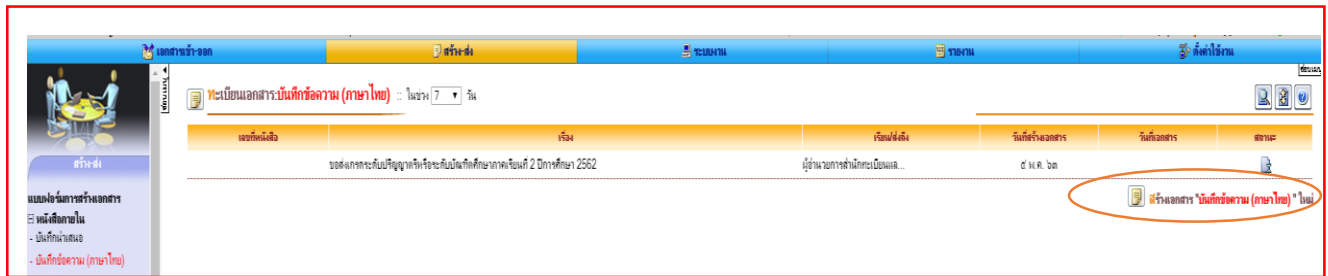 เอกสารเข้า-ออก
สร้าง-ส่ง
ระบบงาน
รายงาน
ตั้งค่าใช้งาน
ซ่อนเมนู
ทะเบียนเอกสาร:บันทึกข้อความ (ภาษาไทย) :: ในช่วง 7 วัน
เลขที่หนังสือ
เรื่อง
เรียน/ส่งถึง
วันที่สร้างเอกสาร
วันที่เอกสาร
สถานะ
ขอส่งเกรดระดับปริญญาตรีหรือระดับบัณฑิตศึกษาภาคเรียนที่ 2 ปีการศึกษา 2562
ผู้อำนวยการสำนักทะเบียนแล...
๕ พ.ค. ๖๓
สร้างเอกสาร "บันทึกข้อความ (ภาษาไทย) " ใหม่
สร้าง-ส่ง
แบบฟอร์มการสร้างเอกสาร
หนังสือภายใน
- บันทึกนำเสนอ
- บันทึกข้อความ (ภาษาไทย)